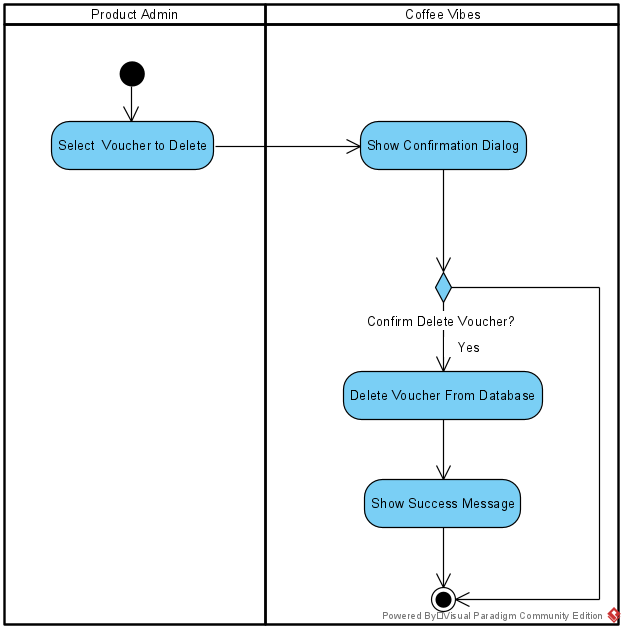 Product Admin
Coffee Vibes
Select Voucher to Delete
Show Confirmation Dialog
Confirm Delete Voucher?
Yes
Delete Voucher From Database
Show Success Message
Powered By Visual Paradigm Community Edition